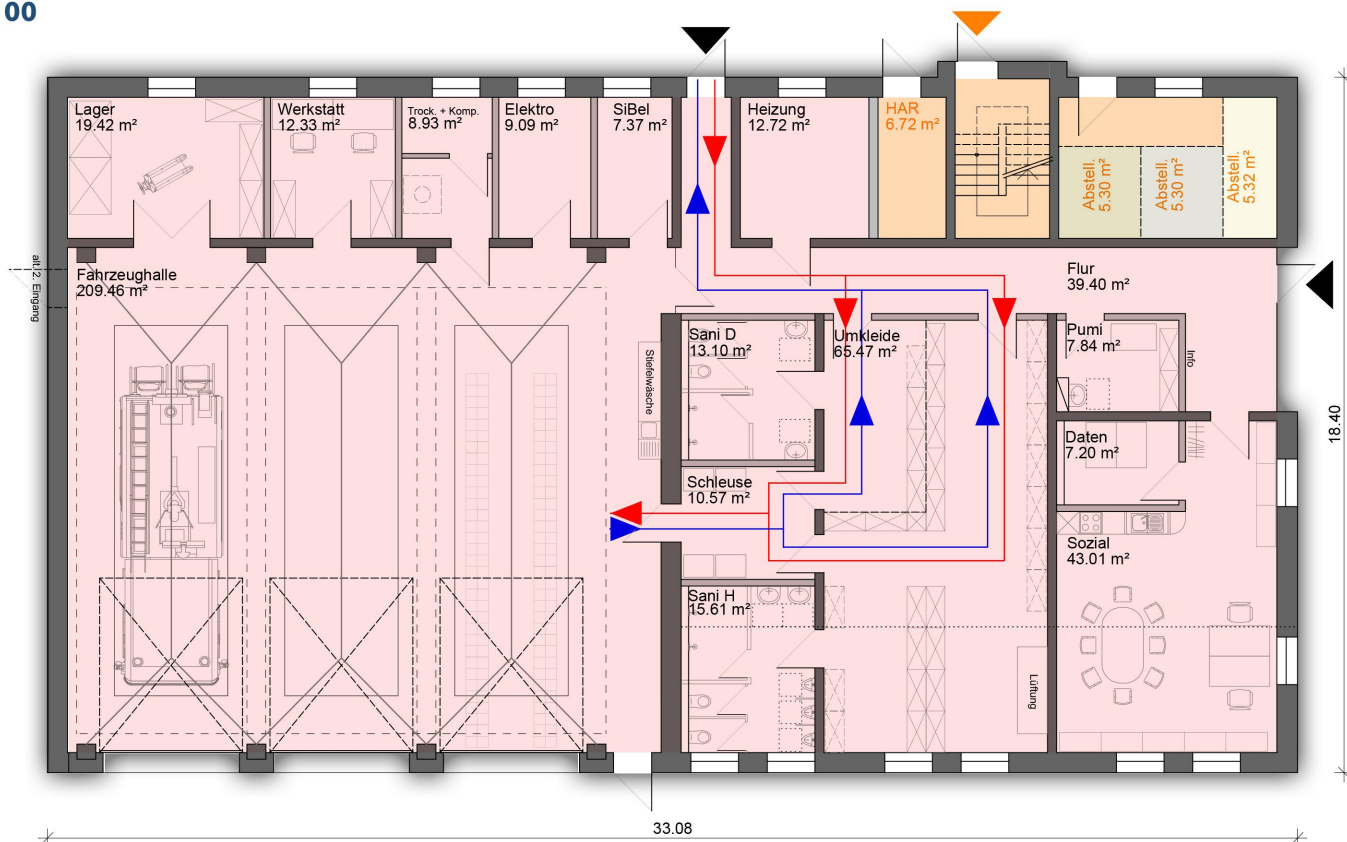 00
Lager
19.42 m²
Werkstatt
12.33 m²
Trock. + Komp.
8.93 m²
Elektro
9.09 m²
SiBel
7.37 m²
Heizung
12.72 m²
HAR
6.72 m²
Abstell.
5.30 m²
Abstell.
5.30 m²
Abstell.
5.32 m²
alt. 2. Eingang
Fahrzeughalle
209.46 m²
Flur
39.40 m²
Stiefelwäsche
Sani D
13.10 m²
Umkleide
65.47 m²
Pumi
7.84 m²
Info
Daten
7.20 m²
Schleuse
10.57 m²
Sozial
43.01 m²
Sani H
15.61 m²
Lüftung
18.40
33.08